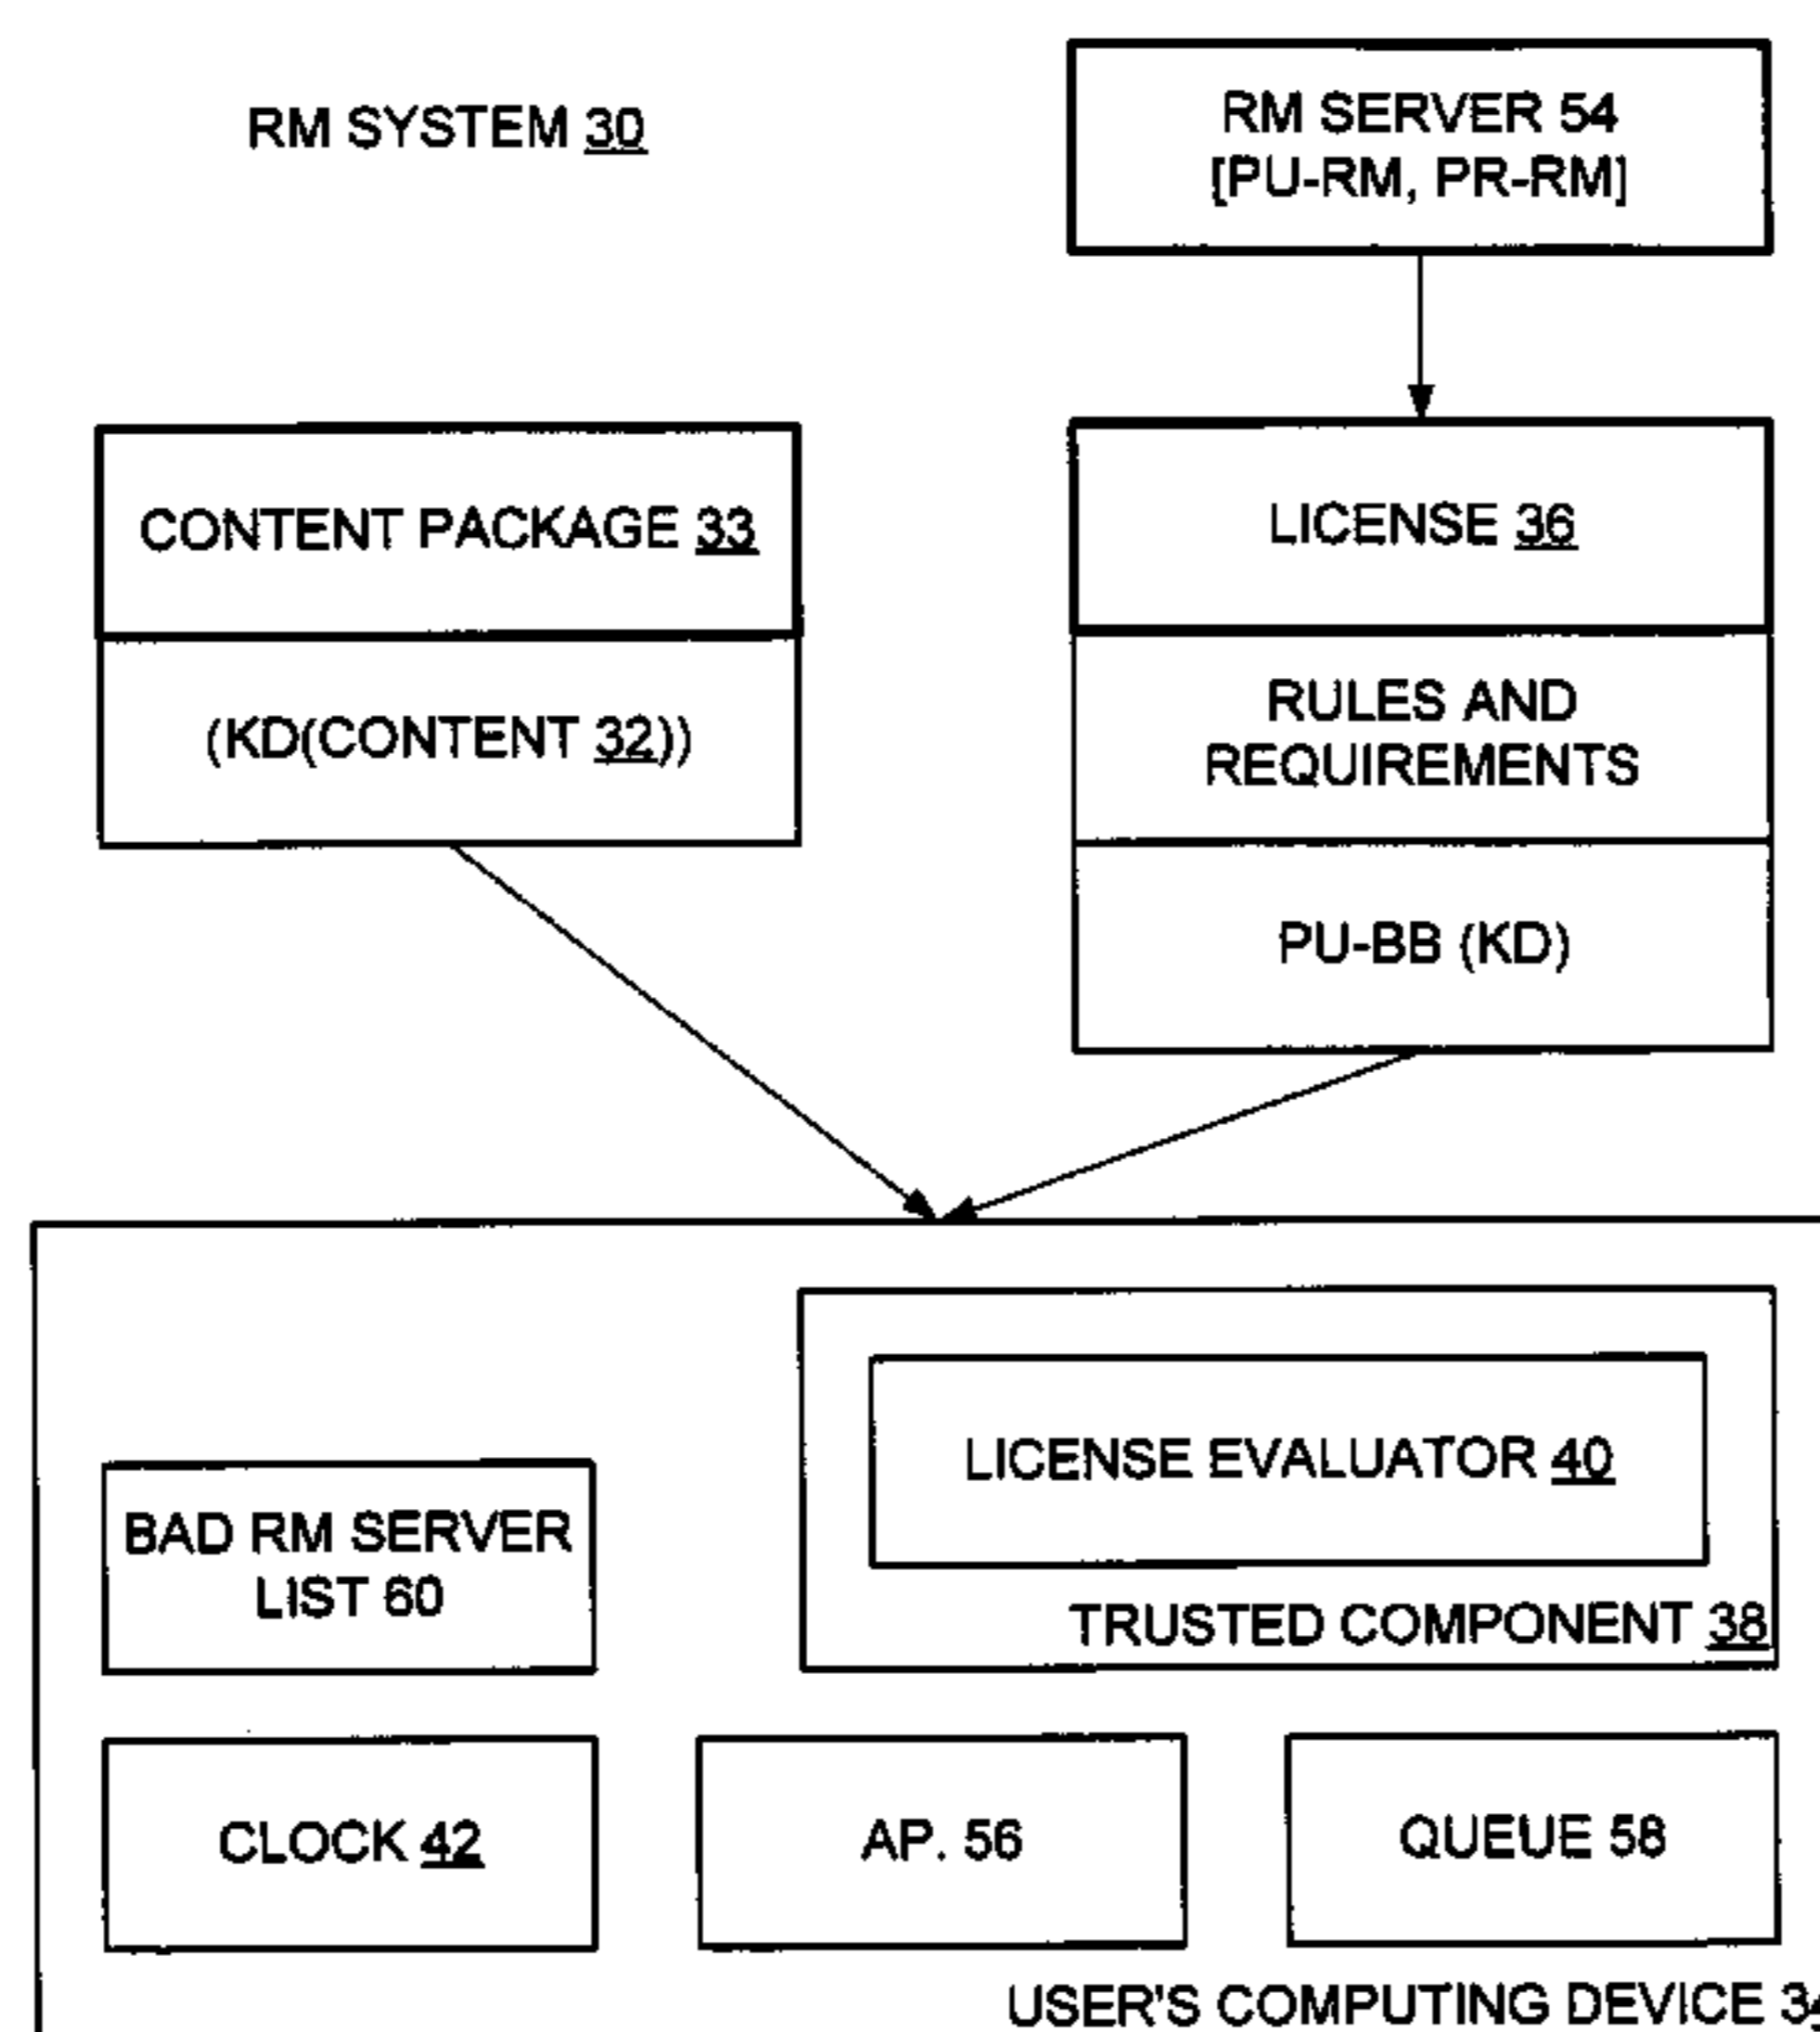 RM SYSTEM 30
RM SERVER 54
[PU-RM, PR-RM]
CONTENT PACKAGE 33
(KD(CONTENT 32))
LICENSE 36
RULES AND
REQUIREMENTS
PU-BB (KD)
LICENSE EVALUATOR 40
TRUSTED COMPONENT 38
BAD RM SERVER
LIST 60
CLOCK 42
AP. 56
QUEUE 58
USER'S COMPUTING DEVICE 34